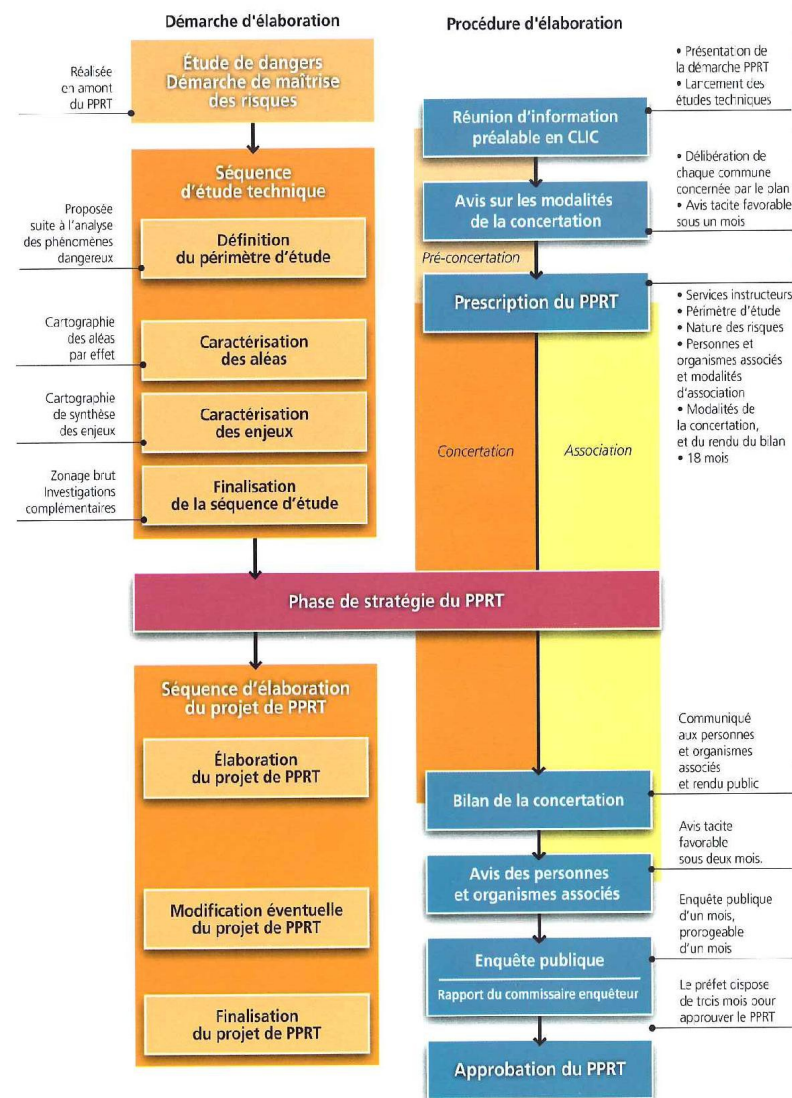 Démarche d'élaboration
Réalisée
en amont
du PPRT
Étude de dangers
Démarche de maîtrise
des risques
Séquence
d'étude technique
Proposée
suite à l'analyse
des phénomènes
dangereux
Définition
du périmètre d'étude
Cartographie
des aléas
par effet
Caractérisation
des aléas
Cartographie
de synthèse
des enjeux
Caractérisation
des enjeux
Zonage brut
Investigations
complémentaires
Finalisation
de la séquence d'étude
Procédure d'élaboration
Réunion d'information
préalable en CLIC
• Présentation de
la démarche PPRT
• Lancement des
études techniques
Avis sur les modalités
de la concertation
• Délibération de
chaque commune
concernée par le plan
• Avis tacite favorable
sous un mois
Pré-concertation
Prescription du PPRT
• Services instructeurs
• Périmètre d'étude
• Nature des risques
• Personnes et
organismes associés
et modalités
d'association
• Modalités de
la concertation,
et du rendu du bilan
• 18 mois
Concertation
Association
Phase de stratégie du PPRT
Séquence d'élaboration
du projet de PPRT
Élaboration
du projet de PPRT
Modification éventuelle
du projet de PPRT
Finalisation
du projet de PPRT
Bilan de la concertation
Communiqué
aux personnes
et organismes
associés
et rendu public
Avis des personnes
et organismes associés
Avis tacite
favorable
sous deux mois.
Enquête publique
Rapport du commissaire enquêteur
Enquête publique
d'un mois,
prorogeable
d'un mois
Le préfet dispose
de trois mois pour
approuver le PPRT
Approbation du PPRT